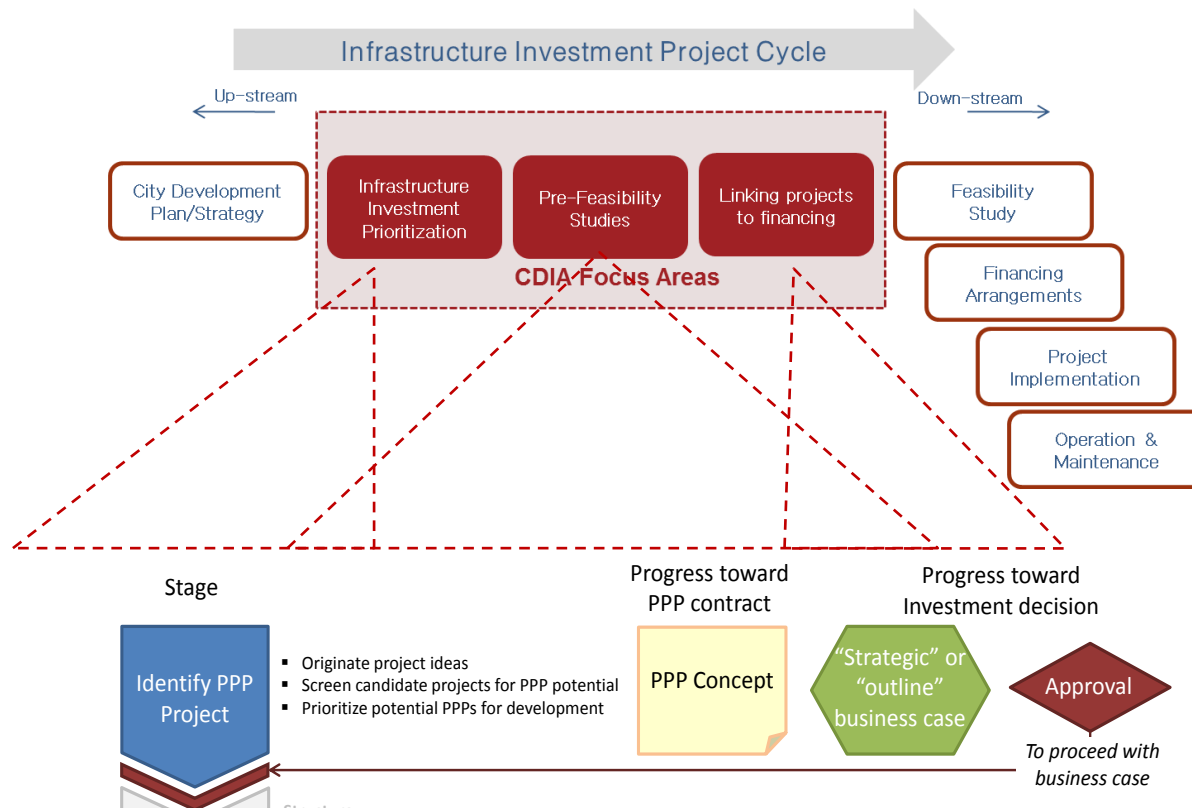 Infrastructure Investment Project Cycle
Up-stream
Down-stream
City Development
Plan/Strategy
Infrastructure
Investment
Prioritization
Pre-Feasibility
Studies
Linking projects
to financing
CDIA Focus Areas
Feasibility
Study
Financing
Arrangements
Project
Implementation
Operation &
Maintenance
Stage
Progress toward
PPP contract
Progress toward
Investment decision
Identify PPP
Project
▪ Originate project ideas
▪ Screen candidate projects for PPP potential
▪ Prioritize potential PPPs for development
PPP Concept
“Strategic” or
“outline”
business case
Approval
To proceed with
business case